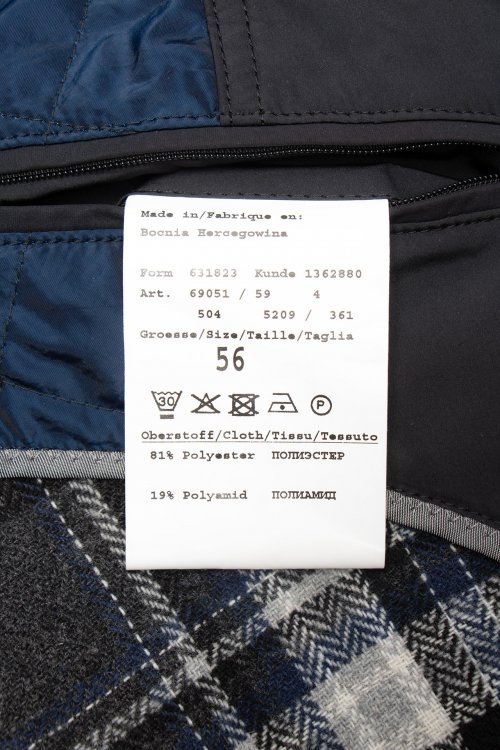 Made in/Fabrique en:
Bocnia Hercegowina
Form 631823 Kunde 1362880
Art. 69051 / 59 4
504 5209 / 361
Groesse/Size/Taille/Taglia
56
30 P
Oberstoff/Cloth/Tissu/Tessuto
81% Polyester ПОЛИЭСТЕР
19% Polyamid ПОЛИАМИД